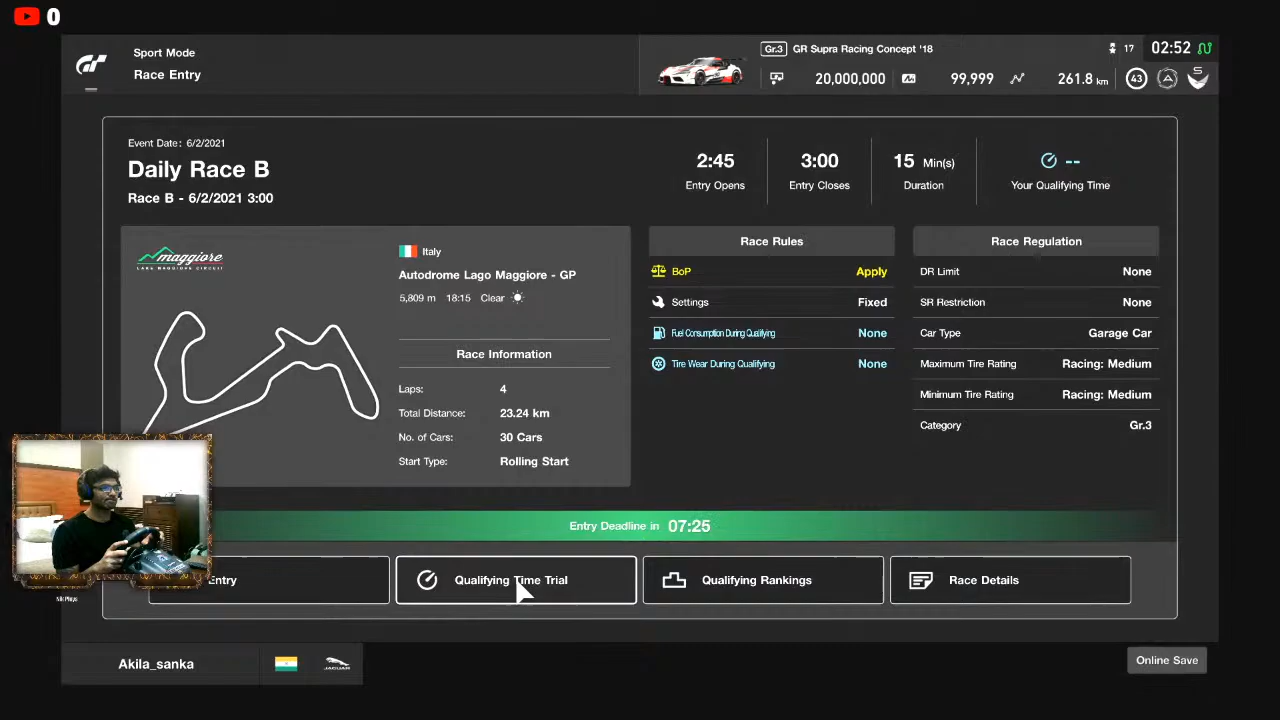 0
Sport Mode
Race Entry
Gr.3 GR Supra Racing Concept '18
17
02:52
20,000,000
99,999
261.8 km
43
A
S
Event Date: 6/2/2021
Daily Race B
Race B - 6/2/2021 3:00
2:45
Entry Opens
3:00
Entry Closes
15 Min(s)
Duration
--
Your Qualifying Time
maggiore
LAKE MAGGIORE CIRCUIT
Italy
Autodrome Lago Maggiore - GP
5,809 m 18:15 Clear
Race Information
Laps: 4
Total Distance: 23.24 km
No. of Cars: 30 Cars
Start Type: Rolling Start
Race Rules
BoP Apply
Settings Fixed
Fuel Consumption During Qualifying None
Tire Wear During Qualifying None
Race Regulation
DR Limit None
SR Restriction None
Car Type Garage Car
Maximum Tire Rating Racing: Medium
Minimum Tire Rating Racing: Medium
Category Gr.3
Entry Deadline in 07:25
Entry
Qualifying Time Trial
Qualifying Rankings
Race Details
Akila_sanka
JAGUAR
Online Save